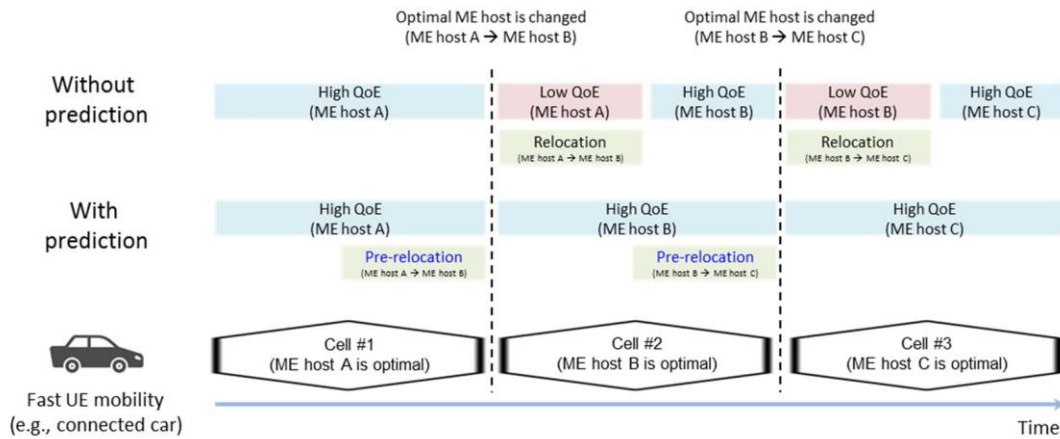 Optimal ME host is changed
(ME host A → ME host B)
Optimal ME host is changed
(ME host B → ME host C)
Without
prediction
High QoE
(ME host A)
Low QoE
(ME host A)
High QoE
(ME host B)
Low QoE
(ME host B)
High QoE
(ME host C)
Relocation
(ME host A → ME host B)
Relocation
(ME host B → ME host C)
With
prediction
High QoE
(ME host A)
High QoE
(ME host B)
High QoE
(ME host C)
Pre-relocation
(ME host A → ME host B)
Pre-relocation
(ME host B → ME host C)
Cell #1
(ME host A is optimal)
Cell #2
(ME host B is optimal)
Cell #3
(ME host C is optimal)
Fast UE mobility
(e.g., connected car)
Time